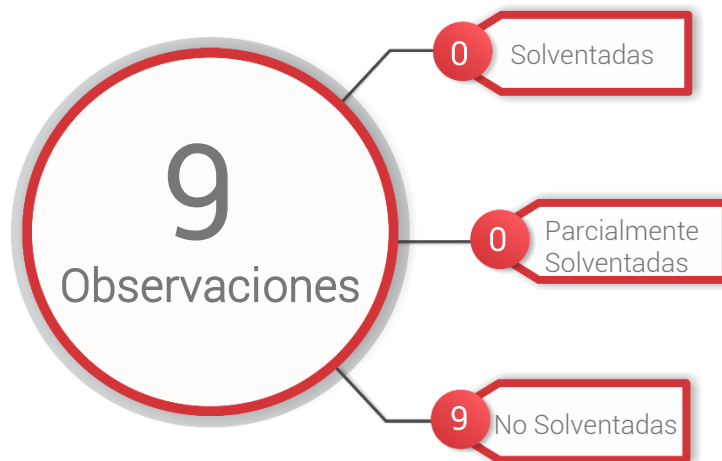 9
Observaciones
0
Solventadas
0
Parcialmente
Solventadas
9
No Solventadas